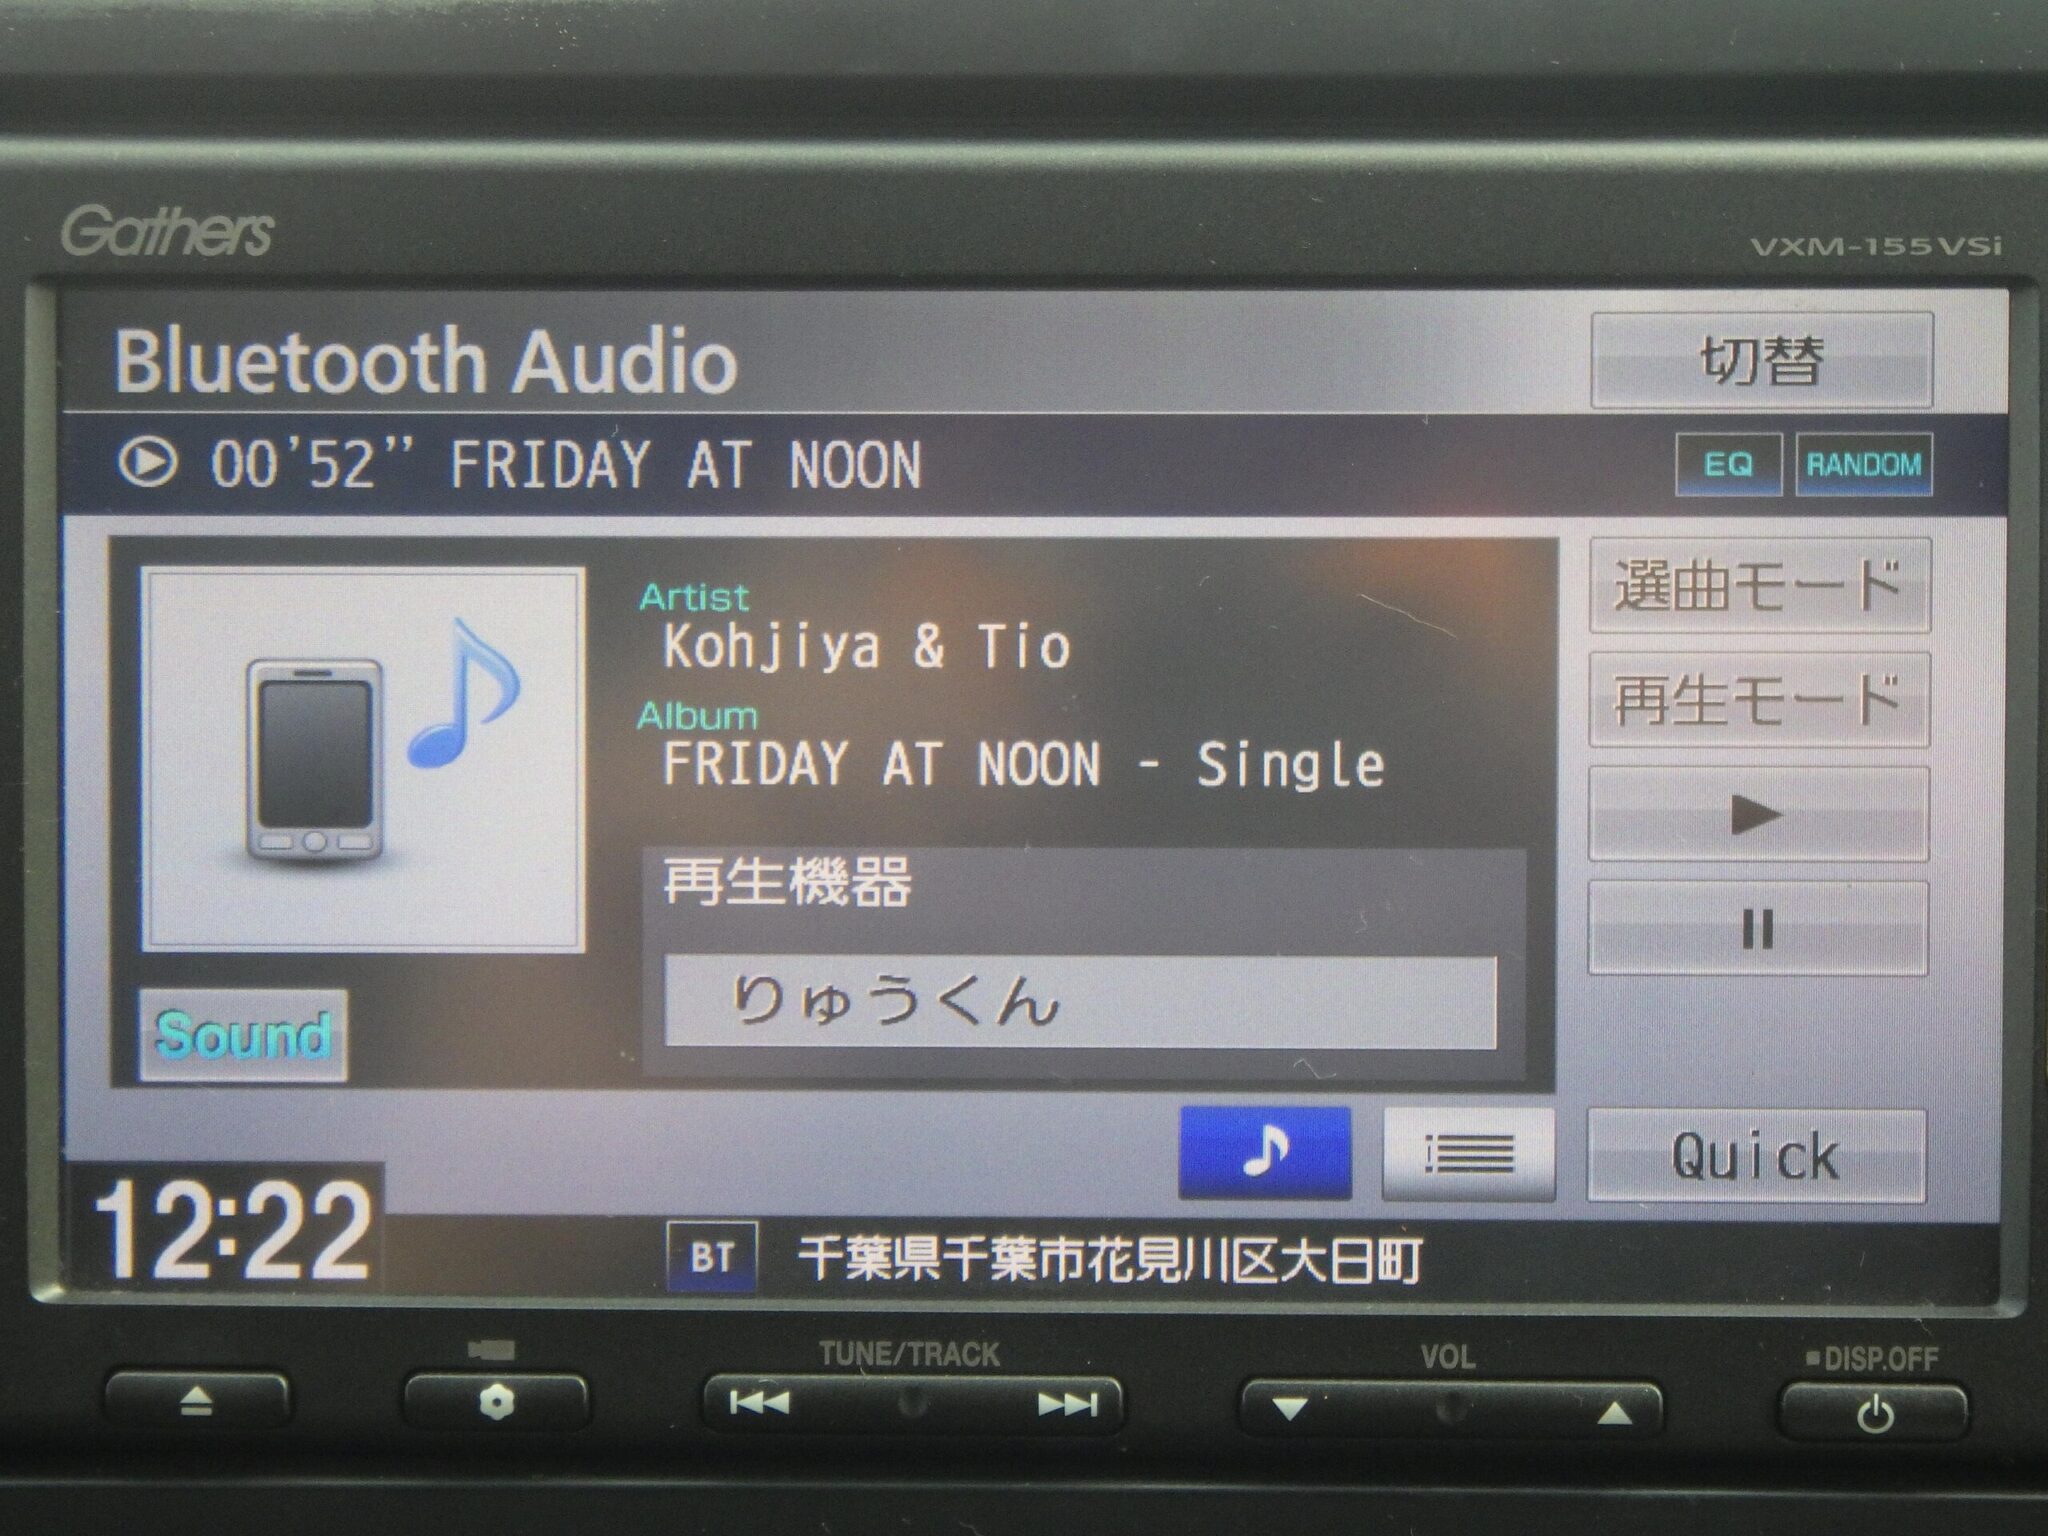 Gathers
VXM-155VSi
Bluetooth Audio
切替
00'52" FRIDAY AT NOON
EQ
RANDOM
Artist
Kohjiya & Tio
Album
FRIDAY AT NOON - Single
再生機器
りゅうくん
選曲モード
再生モード
Sound
Quick
12:22
BT
千葉県千葉市花見川区大日町
TUNE/TRACK
VOL
DISP.OFF